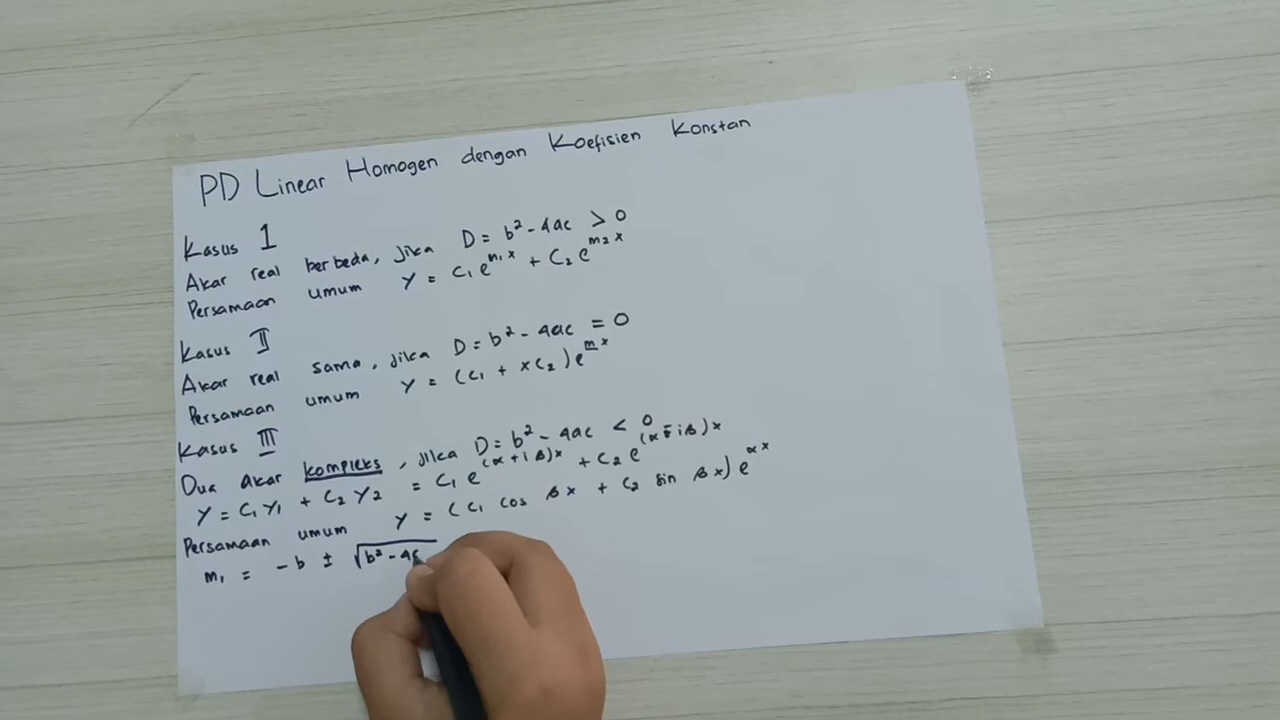 PD Linear Homogen dengan Koefisien Konstan
Kasus I
Akar real berbeda, jika D = b² - 4ac > 0
Persamaan umum y = C₁ e^m₁x + C₂ e^m₂x
Kasus II
Akar real sama, jika D = b² - 4ac = 0
Persamaan umum y = (C₁ + xC₂) e^mx
Kasus III
Dua Akar kompleks, jika D = b² - 4ac < 0
y = C₁y₁ + C₂y₂ = C₁ e^(α+iβ)x + C₂ e^(α-iβ)x
Persamaan umum y = (C₁ cos βx + C₂ sin βx) e^αx
m₁ = -b ± √b² - 4c